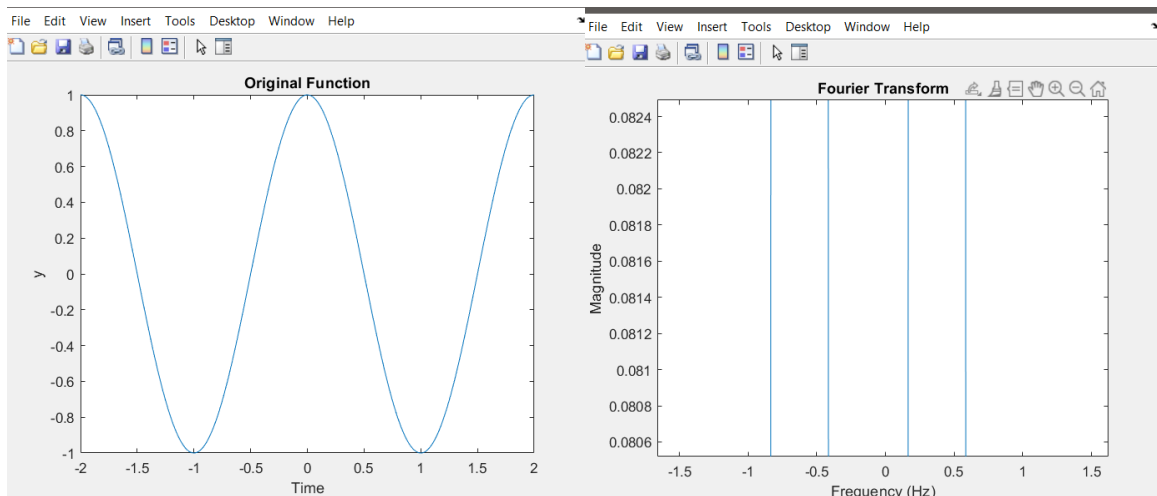 File Edit View Insert Tools Desktop Window Help
Original Function
1
0.8
0.6
0.4
0.2
0
-0.2
-0.4
-0.6
-0.8
-1
y
-2 -1.5 -1 -0.5 0 0.5 1 1.5 2
Time
File Edit View Insert Tools Desktop Window Help
Fourier Transform
0.0824
0.0822
0.082
0.0818
0.0816
0.0814
0.0812
0.081
0.0808
0.0806
Magnitude
-1.5 -1 -0.5 0 0.5 1 1.5
Frequency (Hz)